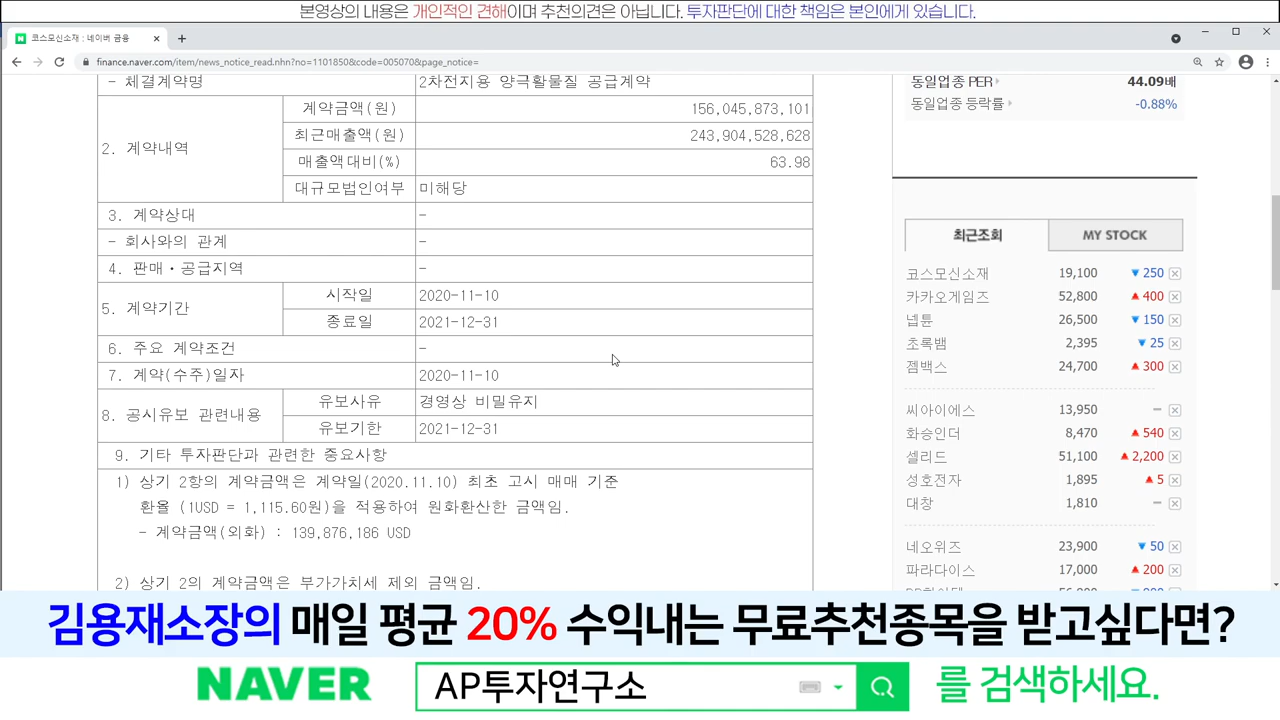 본영상의 내용은 개인적인 견해이며 추천의견은 아닙니다. 투자판단에 대한 책임은 본인에게 있습니다.
코스모신소재 : 네이버 금융
finance.naver.com/item/news_notice_read.nhn?no=1101850&code=005070&page_notice=
- 체결계약명 2차전지용 양극활물질 공급계약
2. 계약내역
계약금액(원) 156,045,873,101
최근매출액(원) 243,904,528,628
매출액대비(%) 63.98
대규모법인여부 미해당
3. 계약상대 -
- 회사와의 관계 -
4. 판매・공급지역 -
5. 계약기간
시작일 2020-11-10
종료일 2021-12-31
6. 주요 계약조건 -
7. 계약(수주)일자 2020-11-10
8. 공시유보 관련내용
유보사유 경영상 비밀유지
유보기한 2021-12-31
9. 기타 투자판단과 관련한 중요사항
1) 상기 2항의 계약금액은 계약일(2020.11.10) 최초 고시 매매 기준
환율 (1USD = 1,115.60원)을 적용하여 원화환산한 금액임.
- 계약금액(외화) : 139,876,186 USD
2) 상기 2의 계약금액은 부가가치세 제외 금액임.
동일업종 PER 44.09배
동일업종 등락률 -0.88%
최근조회 MY STOCK
코스모신소재 19,100 ▼ 250
카카오게임즈 52,800 ▲ 400
넵튠 26,500 ▼ 150
초록뱀 2,395 ▼ 25
젬백스 24,700 ▲ 300
씨아이에스 13,950 -
화승인더 8,470 ▲ 540
셀리드 51,100 ▲ 2,200
성호전자 1,895 ▲ 5
대창 1,810 -
네오위즈 23,900 ▼ 50
파라다이스 17,000 ▲ 200
김용재소장의 매일 평균 20% 수익내는 무료추천종목을 받고싶다면?
NAVER AP투자연구소 를 검색하세요.